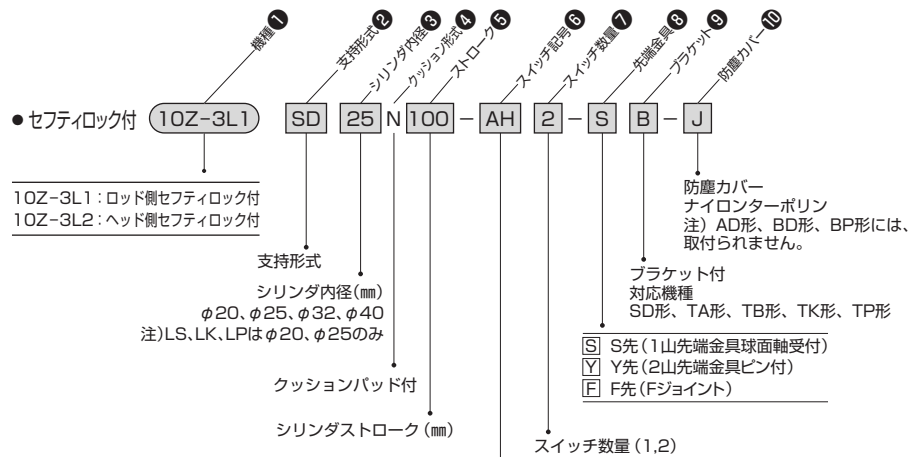 機種❶
支持形式❷
シリンダ内径❸
クッション形式❹
ストローク❺
スイッチ記号❻
スイッチ数量❼
先端金具❽
ブラケット❾
防塵カバー❿
● セフティロック付 10Z-3L1 SD 25 N 100 - AH 2 - S B - J
10Z-3L1：ロッド側セフティロック付
10Z-3L2：ヘッド側セフティロック付
支持形式
シリンダ内径(㎜)
φ20、φ25、φ32、φ40
注)LS、LK、LPはφ20、φ25のみ
クッションパッド付
シリンダストローク(㎜)
スイッチ数量(1,2)
S S先(1山先端金具球面軸受付)
Y Y先(2山先端金具ピン付)
F F先(Fジョイント)
ブラケット付
対応機種
SD形、TA形、TB形、TK形、TP形
防塵カバー
ナイロンターポリン
注) AD形、BD形、BP形には、
取付られません。